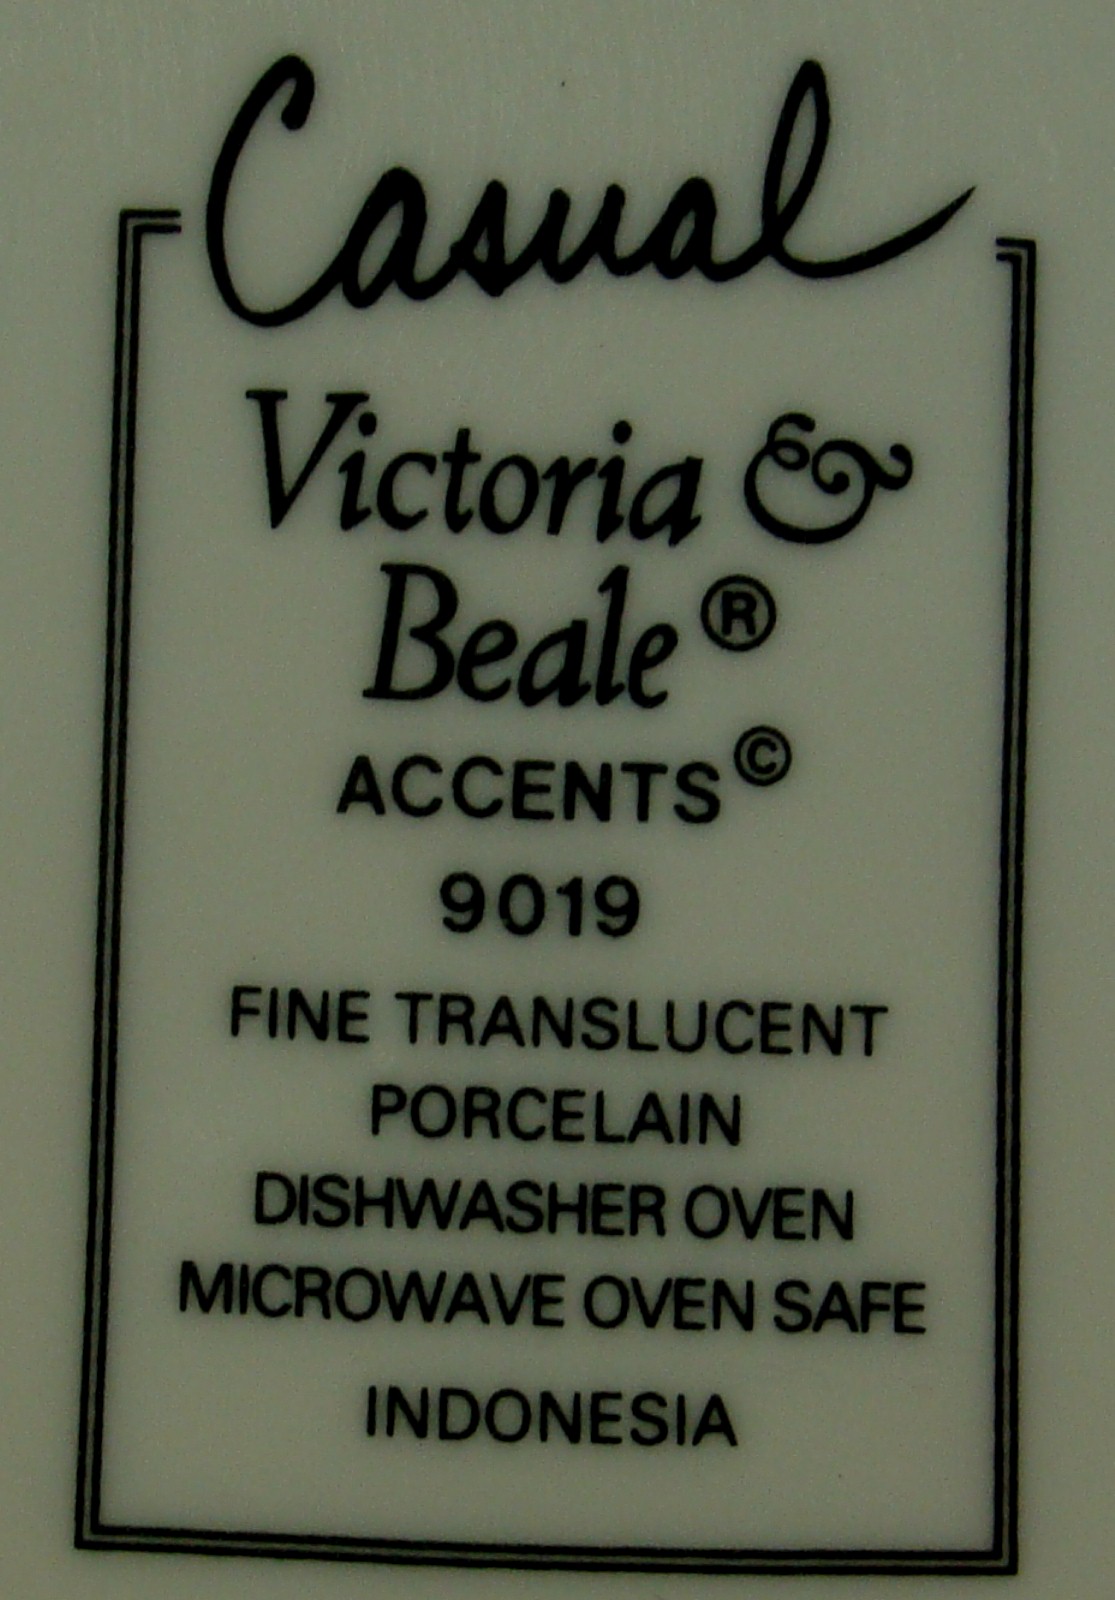 Casual
Victoria &
Beale®
ACCENTS©
9019
FINE TRANSLUCENT
PORCELAIN
DISHWASHER OVEN
MICROWAVE OVEN SAFE
INDONESIA